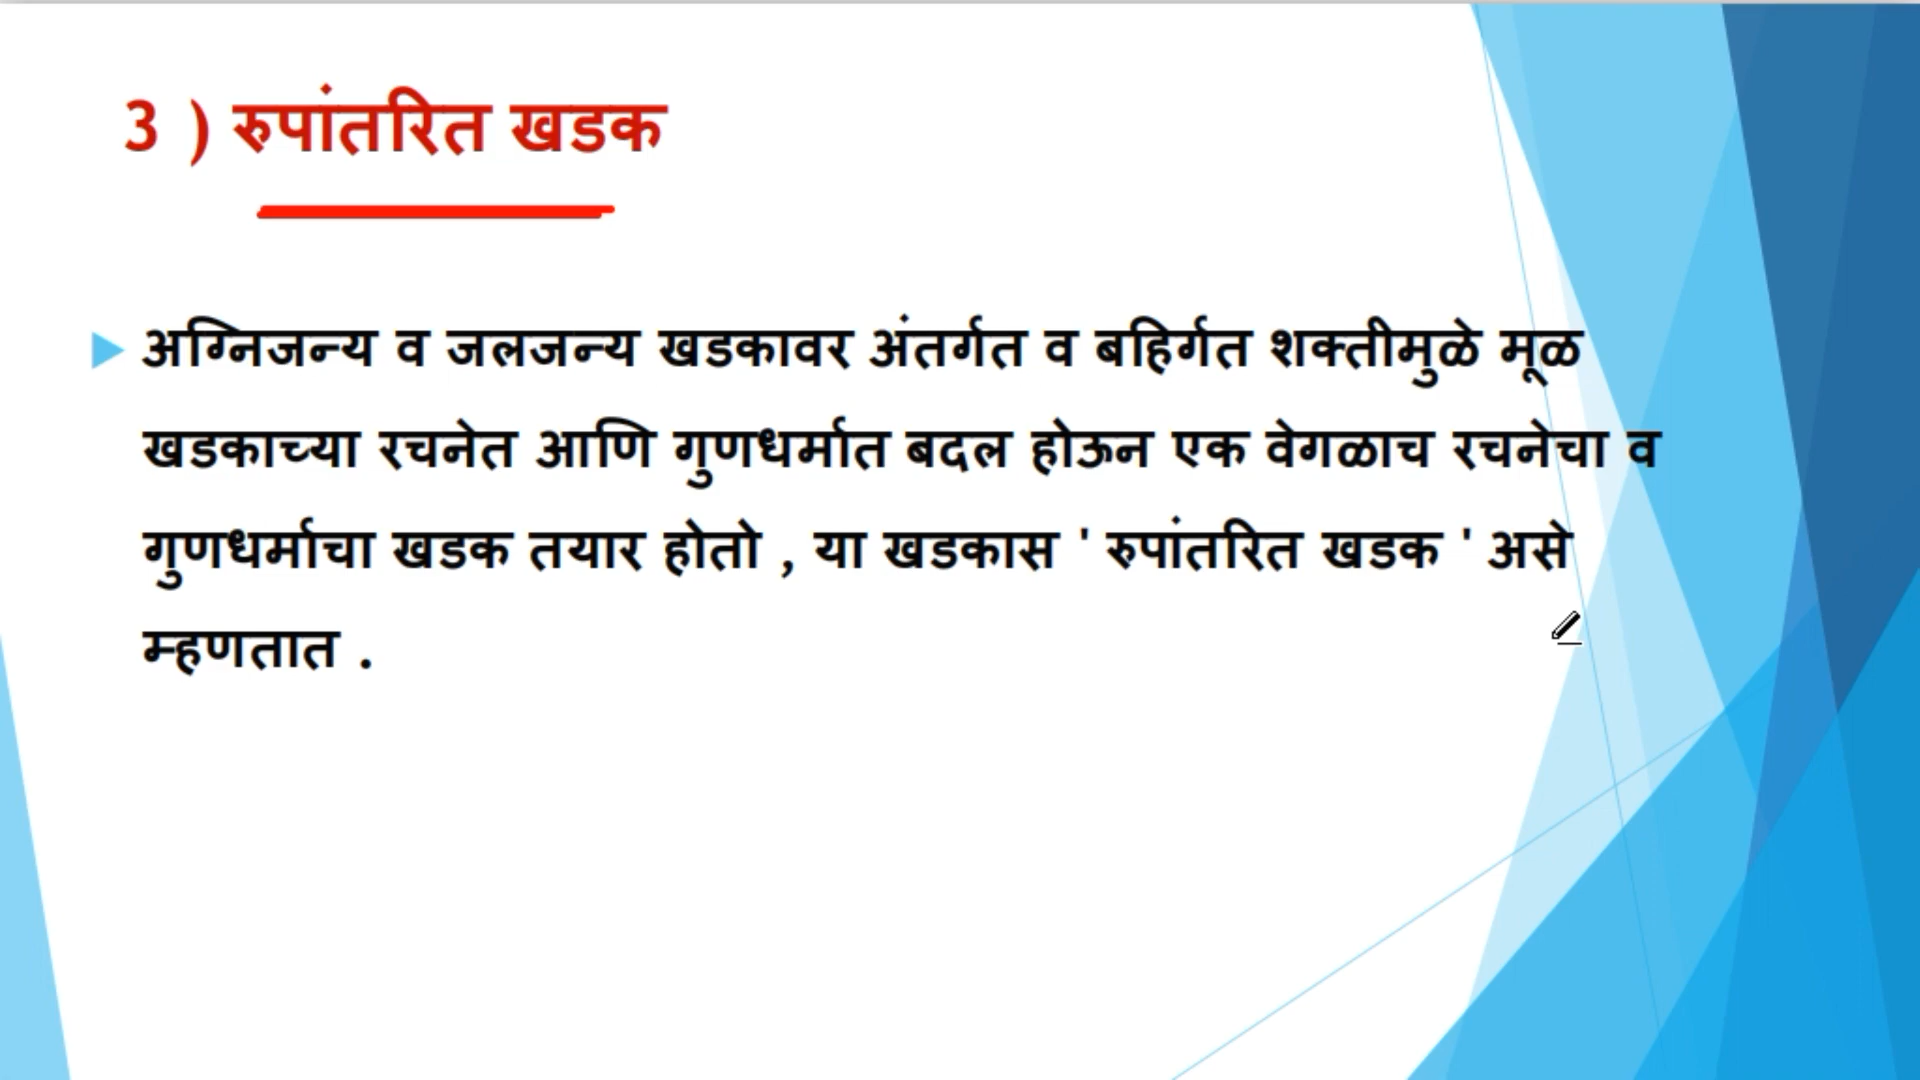 3 ) रुपांतरित खडक
अग्निजन्य व जलजन्य खडकावर अंतर्गत व बहिर्गत शक्तीमुळे मूळ
खडकाच्या रचनेत आणि गुणधर्मात बदल होऊन एक वेगळाच रचनेचा व
गुणधर्माचा खडक तयार होतो , या खडकास ' रुपांतरित खडक ' असे
म्हणतात .